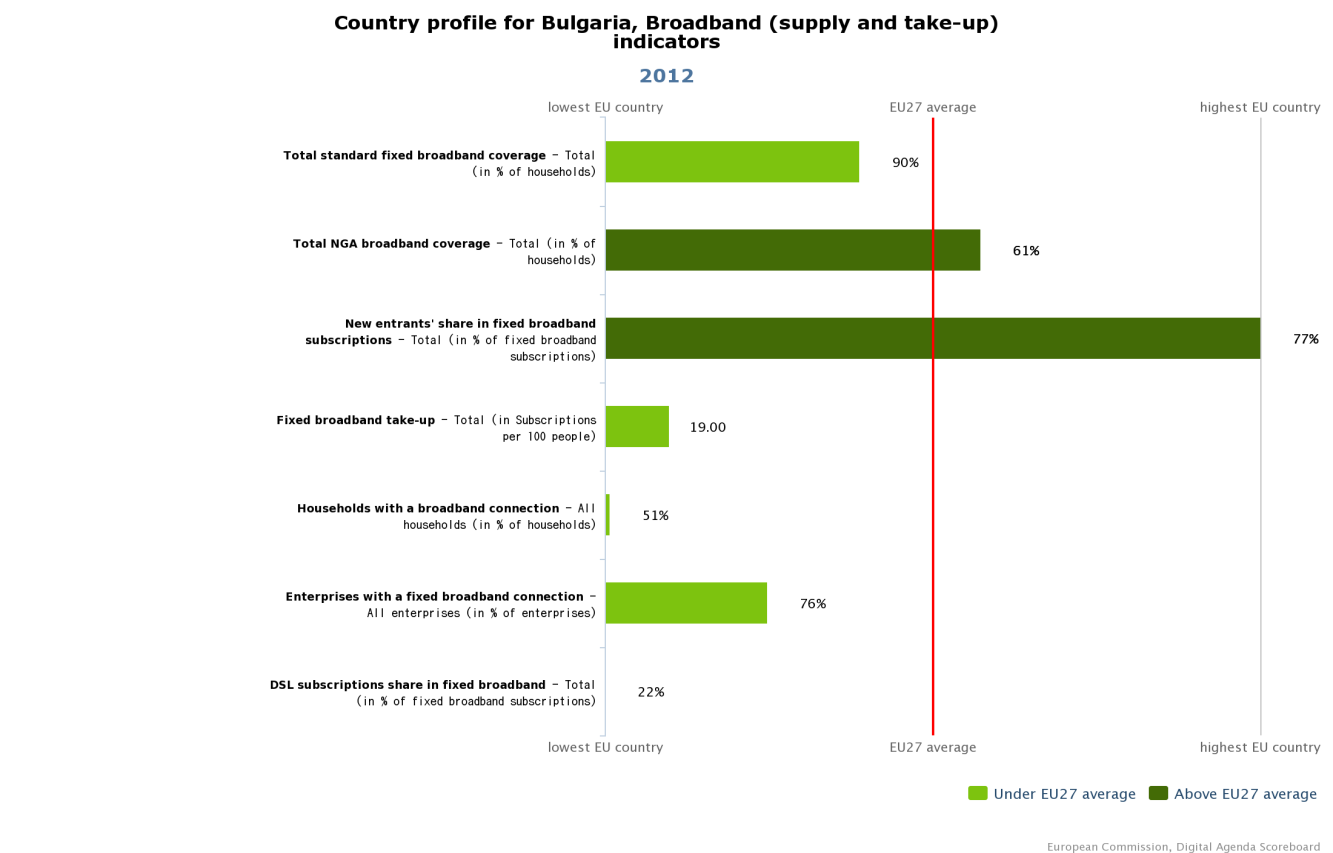 Country profile for Bulgaria, Broadband (supply and take-up)
indicators
2012
lowest EU country
EU27 average
highest EU country
Total standard fixed broadband coverage – Total
(in % of households)
90%
Total NGA broadband coverage – Total (in % of
households)
61%
New entrants' share in fixed broadband
subscriptions – Total (in % of fixed broadband
subscriptions)
77%
Fixed broadband take-up – Total (in Subscriptions
per 100 people)
19.00
Households with a broadband connection – All
households (in % of households)
51%
Enterprises with a fixed broadband connection –
All enterprises (in % of enterprises)
76%
DSL subscriptions share in fixed broadband – Total
(in % of fixed broadband subscriptions)
22%
lowest EU country
EU27 average
highest EU country
Under EU27 average
Above EU27 average
European Commission, Digital Agenda Scoreboard